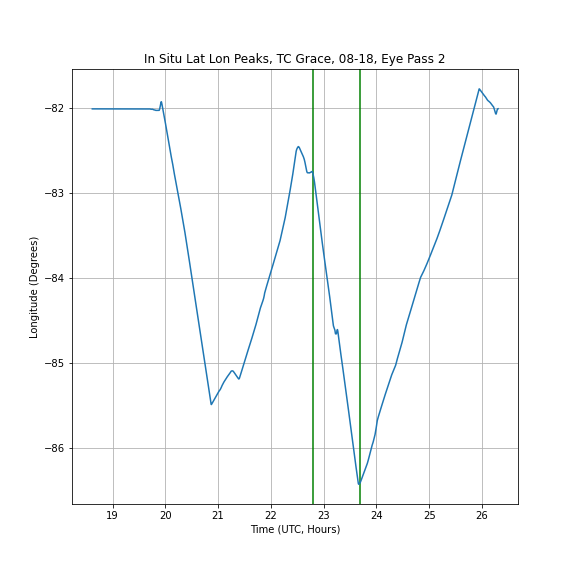 In Situ Lat Lon Peaks, TC Grace, 08-18, Eye Pass 2
Longitude (Degrees)
−82
−83
−84
−85
−86
19 20 21 22 23 24 25 26
Time (UTC, Hours)